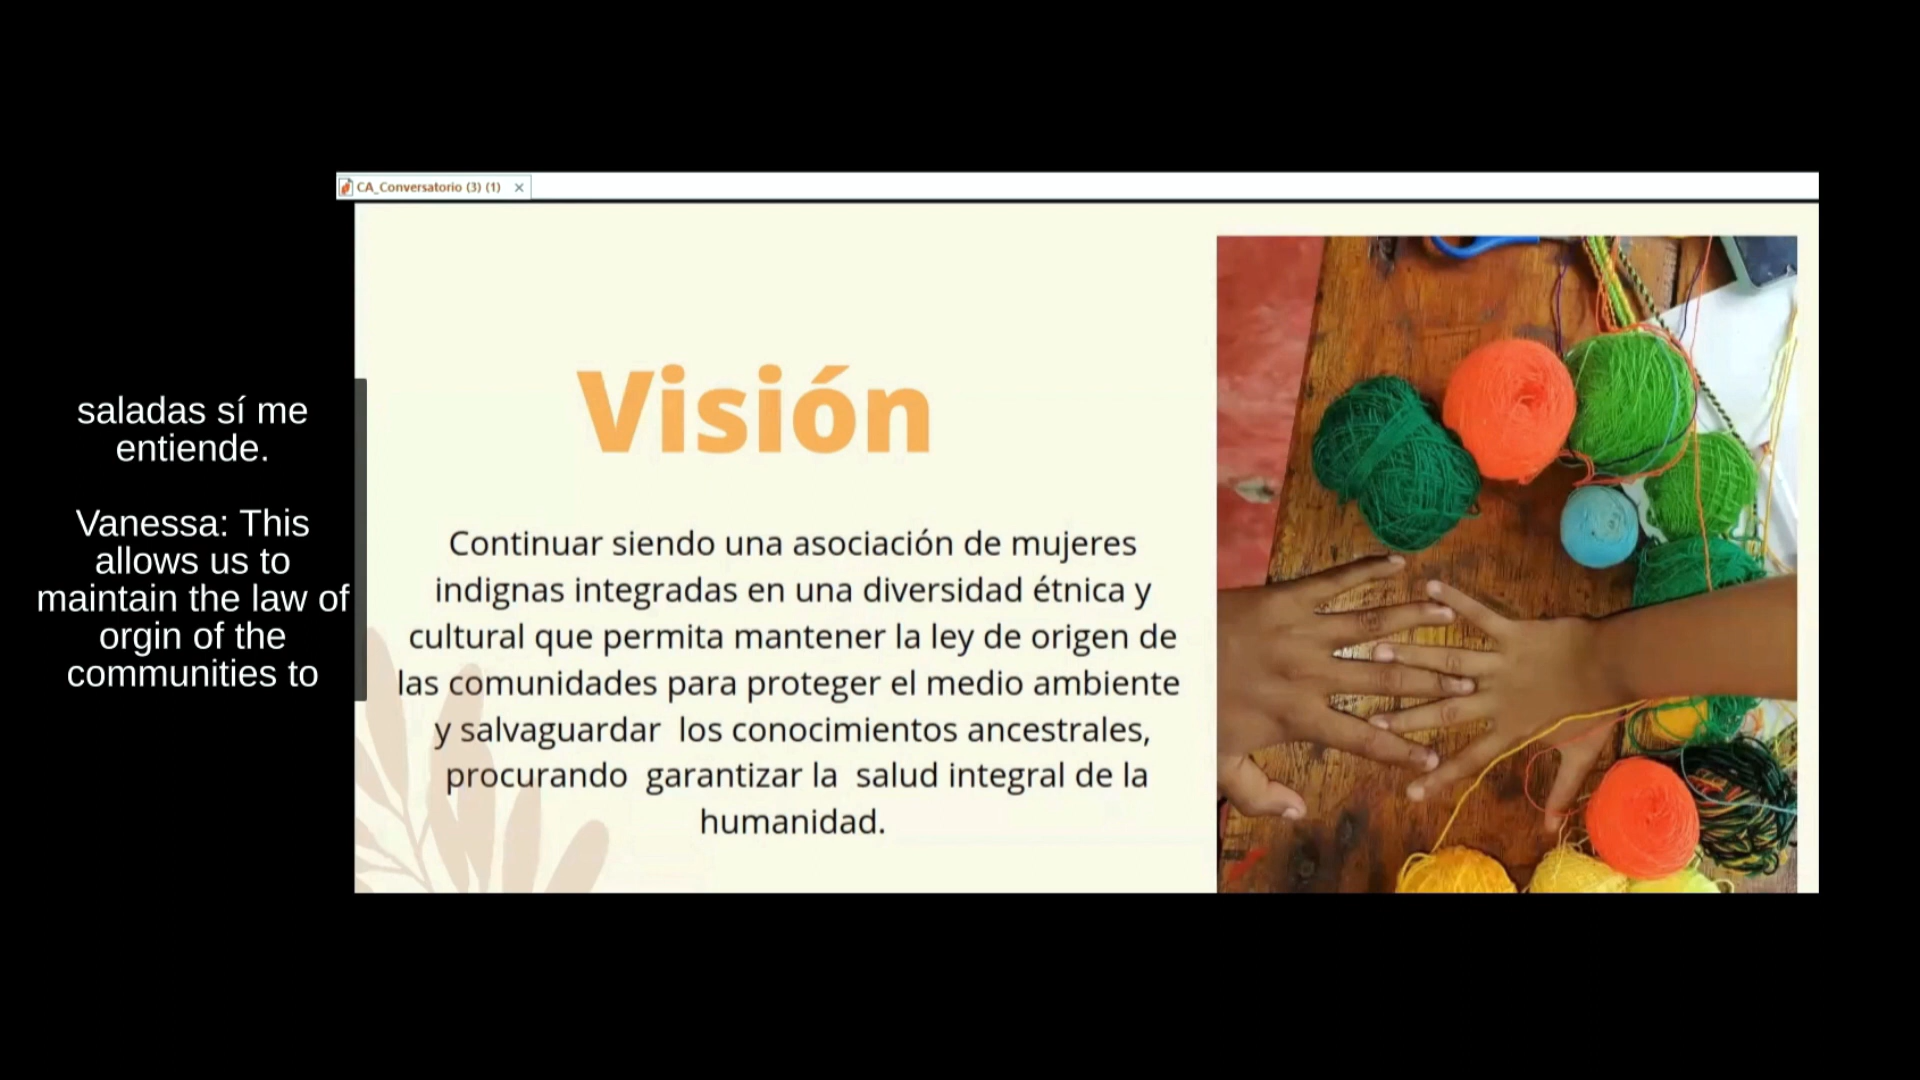 CA_Conversatorio (3) (1)
saladas sí me
entiende.
Vanessa: This
allows us to
maintain the law of
orgin of the
communities to
Visión
Continuar siendo una asociación de mujeres
indignas integradas en una diversidad étnica y
cultural que permita mantener la ley de origen de
las comunidades para proteger el medio ambiente
y salvaguardar los conocimientos ancestrales,
procurando garantizar la salud integral de la
humanidad.